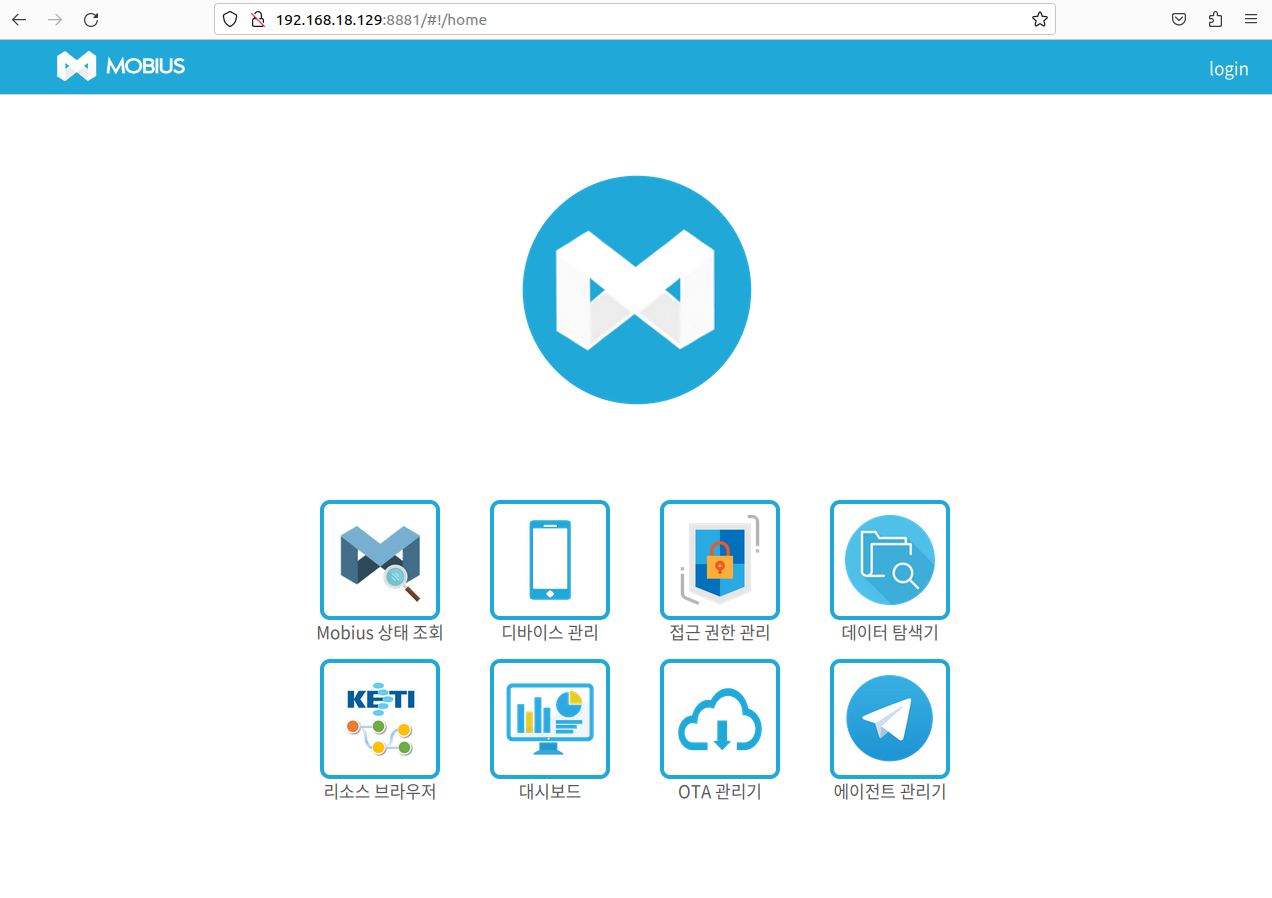 192.168.18.129:8881/#!/home
MOBIUS
login
Mobius 상태 조회
디바이스 관리
접근 권한 관리
데이터 탐색기
KETI
리소스 브라우저
대시보드
OTA 관리기
에이전트 관리기